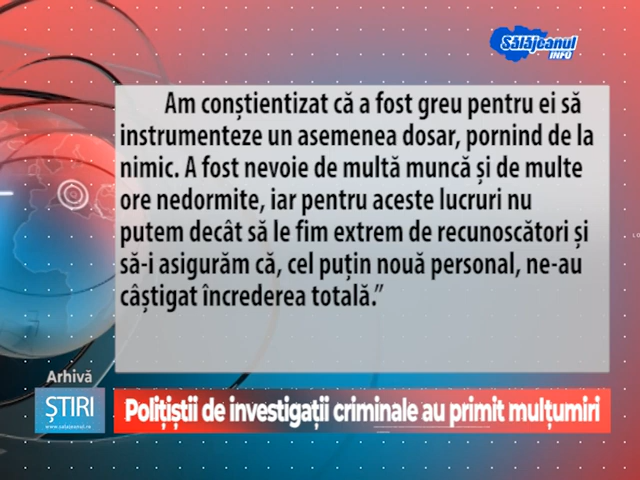 Sălăjeanul
INFO
Am conștientizat că a fost greu pentru ei să
instrumenteze un asemenea dosar, pornind de la
nimic. A fost nevoie de multă muncă și de multe
ore nedormite, iar pentru aceste lucruri nu
putem decât să le fim extrem de recunoscători și
să-i asigurăm că, cel puțin nouă personal, ne-au
câștigat încrederea totală.”
Arhivă
ȘTIRI
www.salajeanul.ro
Polițiștii de investigații criminale au primit mulțumiri